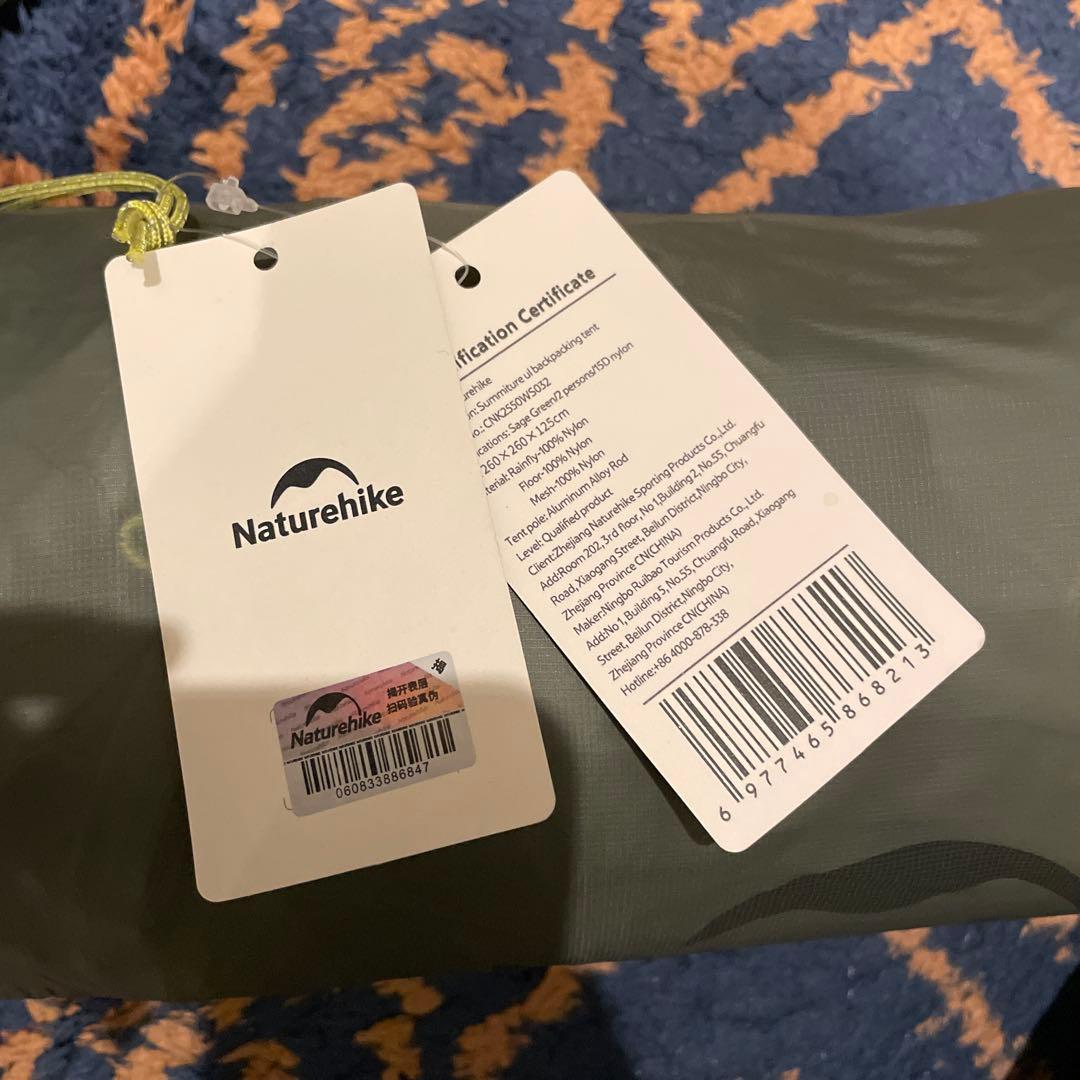 Naturehike
Naturehike
揭开表层
扫码验真伪
060833886847
ification Certificate
urehike
n: Summiture ul backpacking tent
o.: CNK2550WS032
ications: Sage Green/2 persons/15D nylon
260×260×125cm
terial: Rainfly-100% Nylon
Floor-100% Nylon
Mesh-100% Nylon
Tent pole: Aluminum Alloy Rod
Level: Qualified product
Client:Zhejiang Naturehike Sporting Products Co.,Ltd.
Add:Room 202,3rd floor, No 1,Building 2, No.55, Chuangfu
Road, Xiaogang Street, Beilun District,Ningbo City,
Zhejiang Province CN(CHINA)
Maker:Ningbo Ruibao Tourism Products Co., Ltd.
Add:No 1, Building 5, No.55, Chuangfu Road, Xiaogang
Street, Beilun District,Ningbo City,
Zhejiang Province CN(CHINA)
Hotline:+86 4000-878-338
6 977465 868213